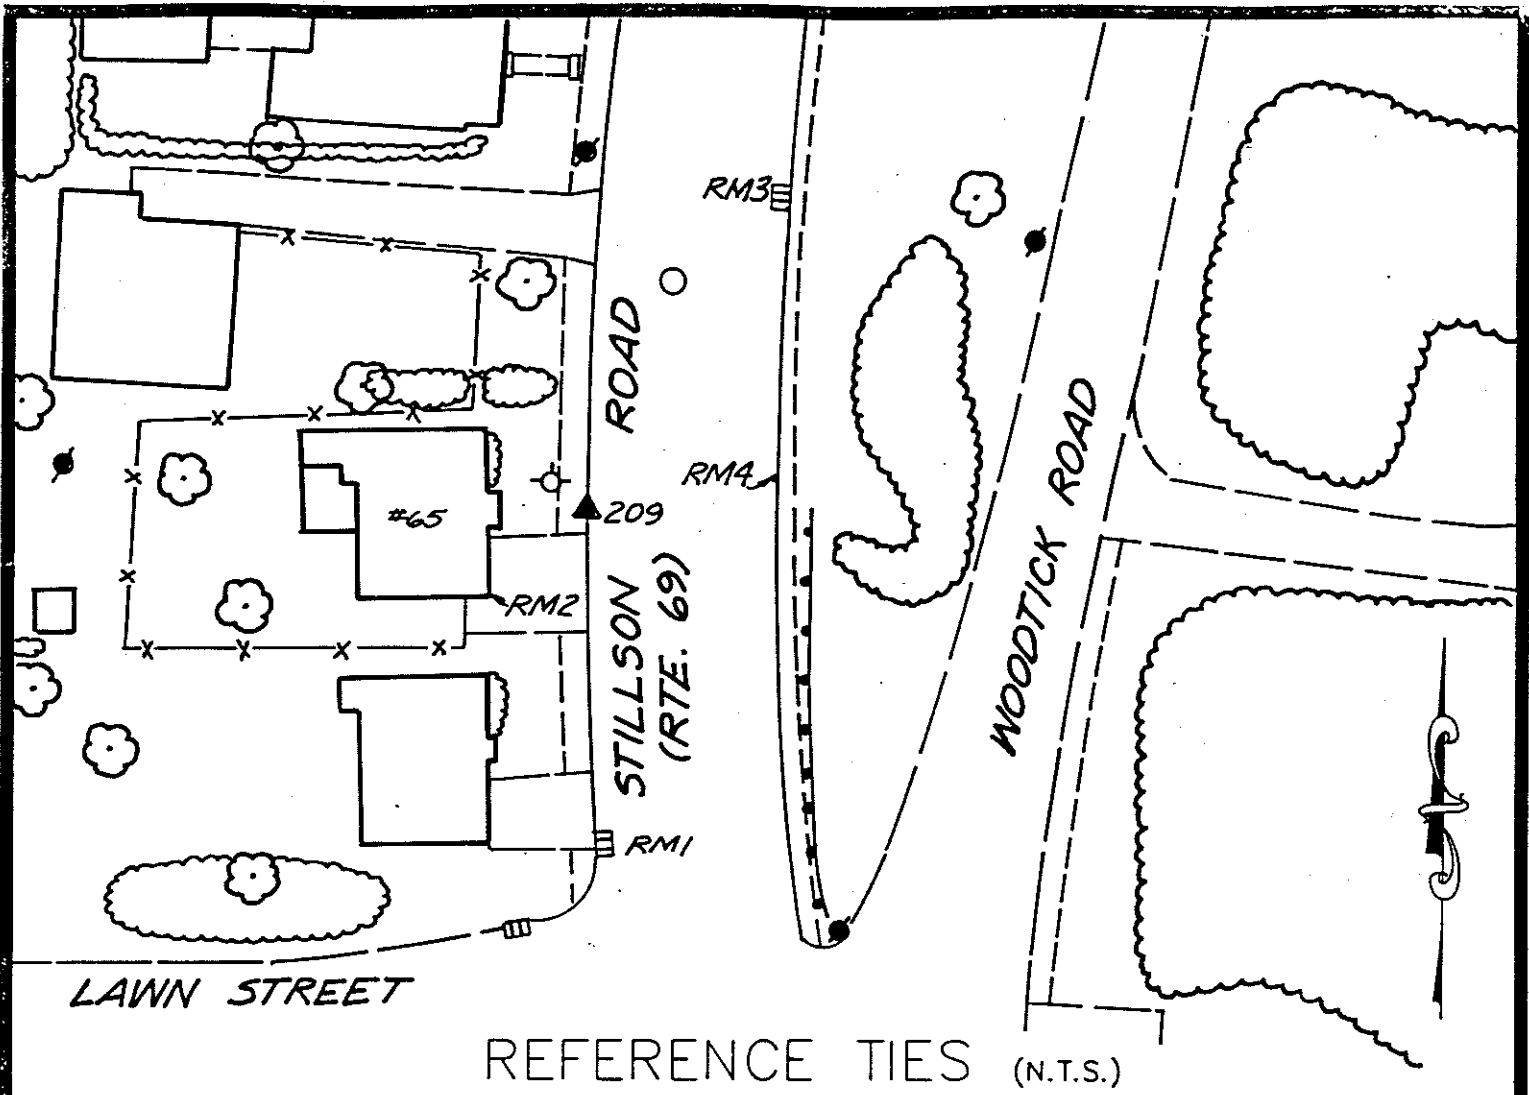 RM3
ROAD
RM4
#65
209
WOODTICK ROAD
RM2
STILLSON
(RTE. 69)
RM1
LAWN STREET
REFERENCE TIES (N.T.S.)